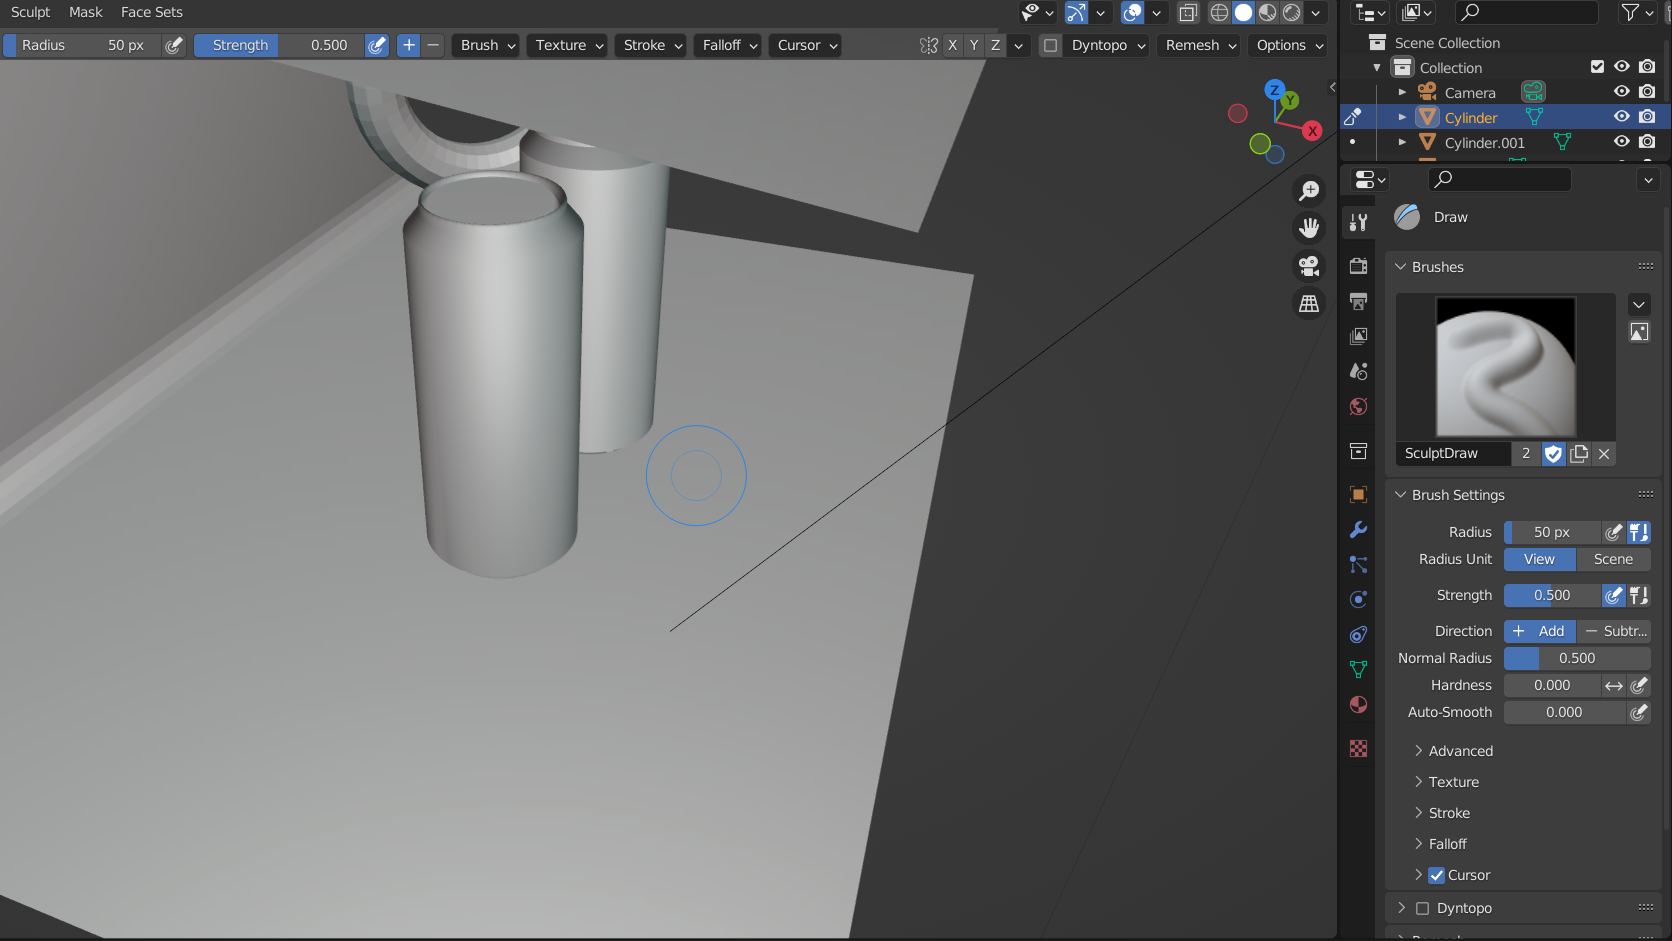 Sculpt Mask Face Sets
Radius 50 px Strength 0.500 Brush Texture Stroke Falloff Cursor X Y Z Dyntopo Remesh Options
Scene Collection
Collection
Camera
Cylinder
Cylinder.001
Z
Y
X
Draw
Brushes
SculptDraw 2
Brush Settings
Radius 50 px
Radius Unit View Scene
Strength 0.500
Direction Add Subtr...
Normal Radius 0.500
Hardness 0.000
Auto-Smooth 0.000
Advanced
Texture
Stroke
Falloff
Cursor
Dyntopo